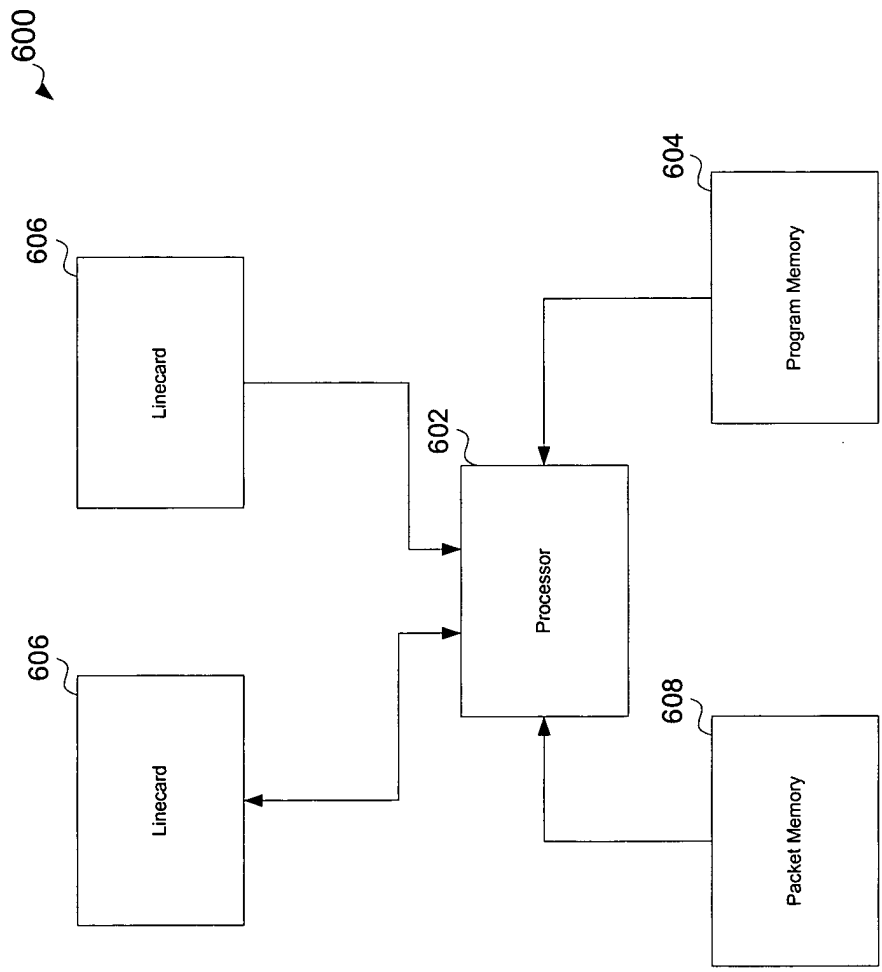 600
606
Linecard
606
Linecard
602
Processor
604
Program Memory
608
Packet Memory